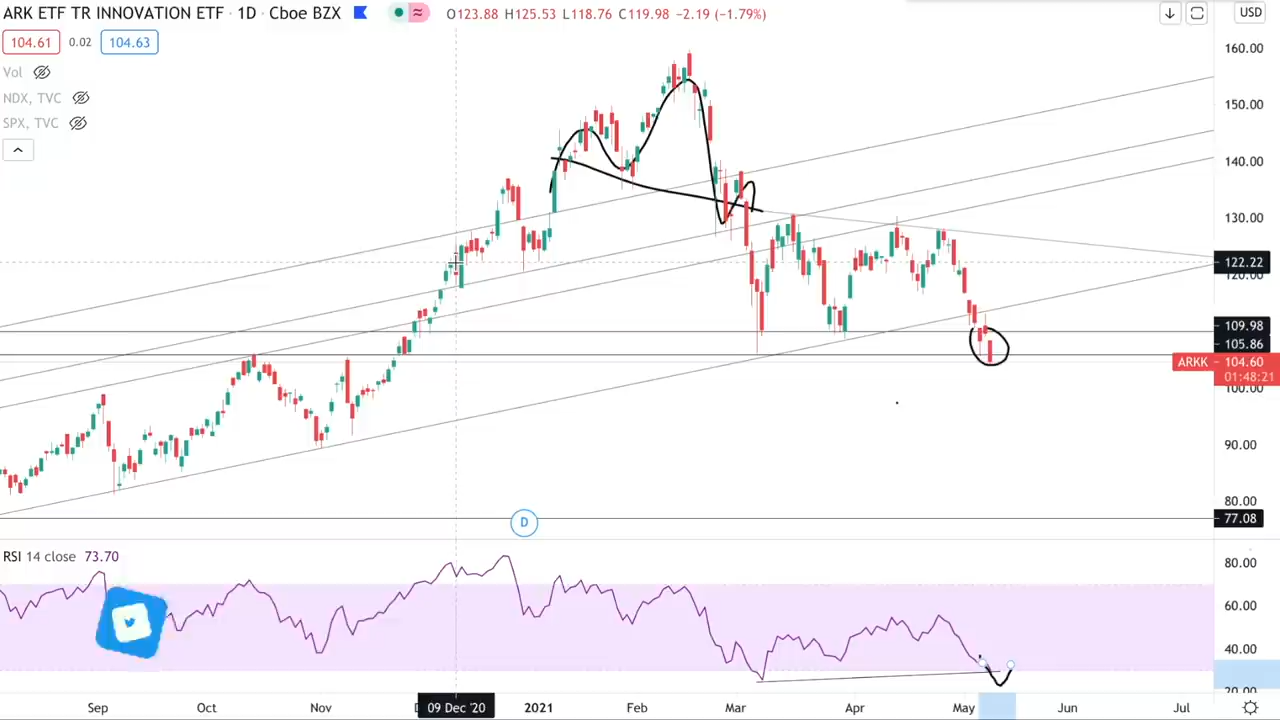 ARK ETF TR INNOVATION ETF · 1D · Cboe BZX O123.88 H125.53 L118.76 C119.98 −2.19 (−1.79%) USD
104.61 0.02 104.63
Vol
NDX, TVC
SPX, TVC
160.00
150.00
140.00
130.00
122.22
120.00
109.98
105.86
ARKK 104.60
01:48:21
100.00
90.00
80.00
77.08
D
RSI 14 close 73.70
80.00
60.00
40.00
20.00
Sep Oct Nov 09 Dec '20 2021 Feb Mar Apr May Jun Jul